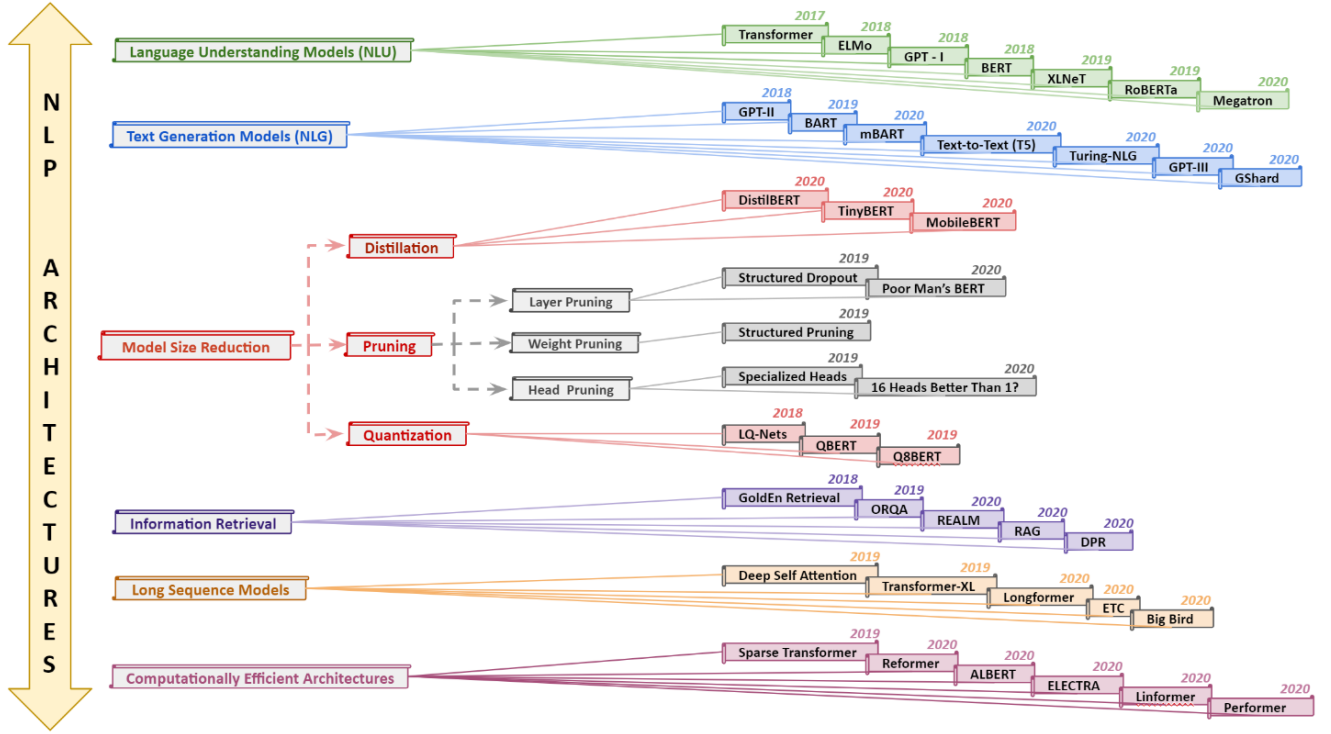 NLP ARCHITECTURES
Language Understanding Models (NLU)
2017
Transformer
2018
ELMo
2018
GPT - I
2018
BERT
2019
XLNeT
2019
RoBERTa
2020
Megatron
Text Generation Models (NLG)
2018
GPT-II
2019
BART
2020
mBART
2020
Text-to-Text (T5)
2020
Turing-NLG
2020
GPT-III
2020
GShard
Model Size Reduction
Distillation
2020
DistilBERT
2020
TinyBERT
2020
MobileBERT
Pruning
Layer Pruning
2019
Structured Dropout
2020
Poor Man's BERT
Weight Pruning
2019
Structured Pruning
Head Pruning
2019
Specialized Heads
2020
16 Heads Better Than 1?
Quantization
2018
LQ-Nets
2019
QBERT
2019
Q8BERT
Information Retrieval
2018
GoldEn Retrieval
2019
ORQA
2020
REALM
2020
RAG
2020
DPR
Long Sequence Models
2019
Deep Self Attention
2019
Transformer-XL
2020
Longformer
2020
ETC
2020
Big Bird
Computationally Efficient Architectures
2019
Sparse Transformer
2020
Reformer
2020
ALBERT
2020
ELECTRA
2020
Linformer
2020
Performer